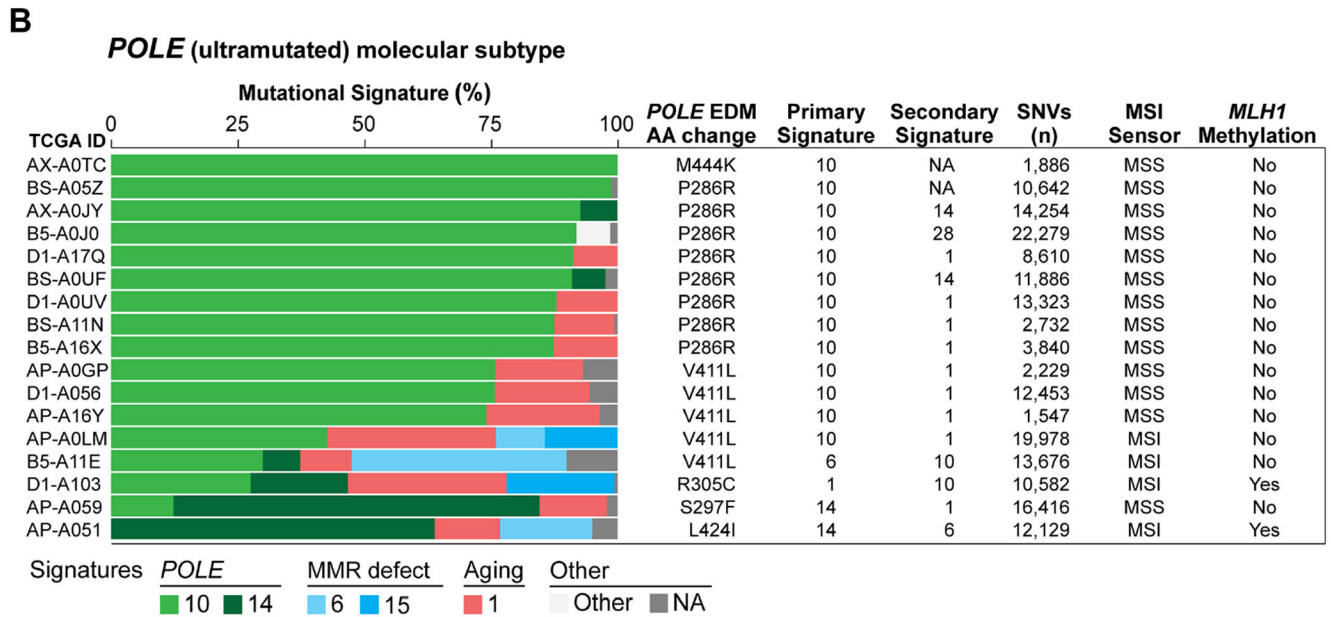 B
POLE (ultramutated) molecular subtype
Mutational Signature (%)
0 25 50 75 100
TCGA ID
POLE EDM AA change Primary Signature Secondary Signature SNVs (n) MSI Sensor MLH1 Methylation
AX-A0TC M444K 10 NA 1,886 MSS No
BS-A05Z P286R 10 NA 10,642 MSS No
AX-A0JY P286R 10 14 14,254 MSS No
B5-A0J0 P286R 10 28 22,279 MSS No
D1-A17Q P286R 10 1 8,610 MSS No
BS-A0UF P286R 10 14 11,886 MSS No
D1-A0UV P286R 10 1 13,323 MSS No
BS-A11N P286R 10 1 2,732 MSS No
B5-A16X P286R 10 1 3,840 MSS No
AP-A0GP V411L 10 1 2,229 MSS No
D1-A056 V411L 10 1 12,453 MSS No
AP-A16Y V411L 10 1 1,547 MSS No
AP-A0LM V411L 10 1 19,978 MSI No
B5-A11E V411L 6 10 13,676 MSI No
D1-A103 R305C 1 10 10,582 MSI Yes
AP-A059 S297F 14 1 16,416 MSS No
AP-A051 L424I 14 6 12,129 MSI Yes
Signatures POLE MMR defect Aging Other
10 14 6 15 1 Other NA